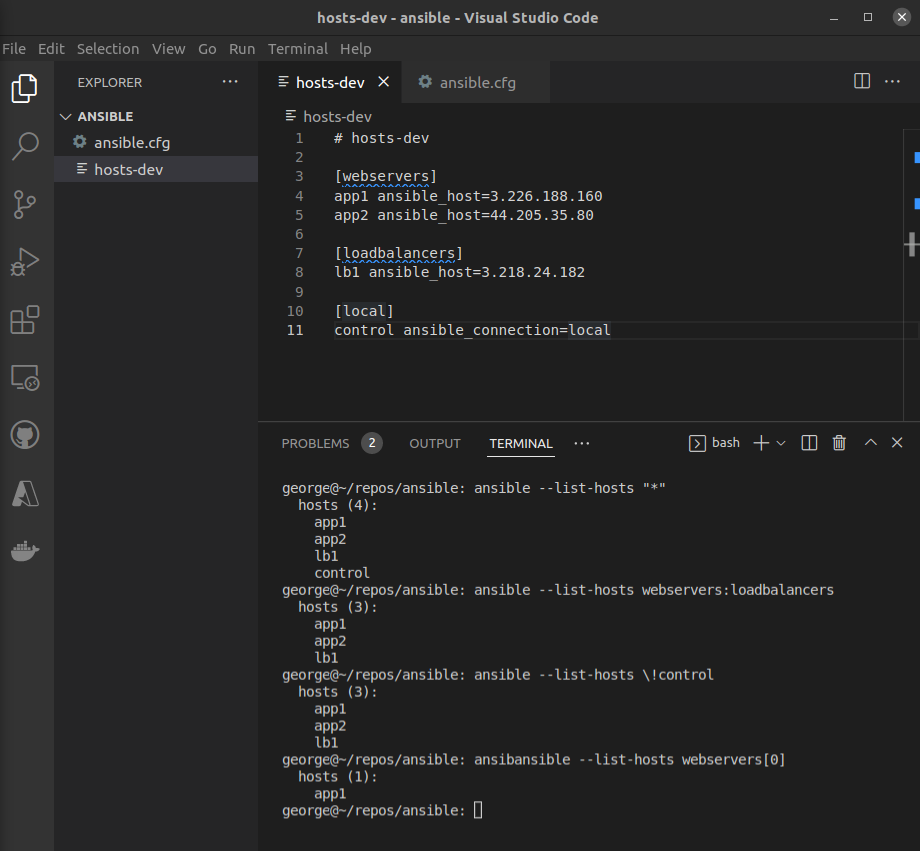 hosts-dev - ansible - Visual Studio Code
File Edit Selection View Go Run Terminal Help
EXPLORER
ANSIBLE
ansible.cfg
hosts-dev
hosts-dev ansible.cfg
hosts-dev
1 # hosts-dev
2
3 [webservers]
4 app1 ansible_host=3.226.188.160
5 app2 ansible_host=44.205.35.80
6
7 [loadbalancers]
8 lb1 ansible_host=3.218.24.182
9
10 [local]
11 control ansible_connection=local
PROBLEMS 2 OUTPUT TERMINAL bash
george@~/repos/ansible: ansible --list-hosts "*"
hosts (4):
app1
app2
lb1
control
george@~/repos/ansible: ansible --list-hosts webservers:loadbalancers
hosts (3):
app1
app2
lb1
george@~/repos/ansible: ansible --list-hosts \!control
hosts (3):
app1
app2
lb1
george@~/repos/ansible: ansibansible --list-hosts webservers[0]
hosts (1):
app1
george@~/repos/ansible: